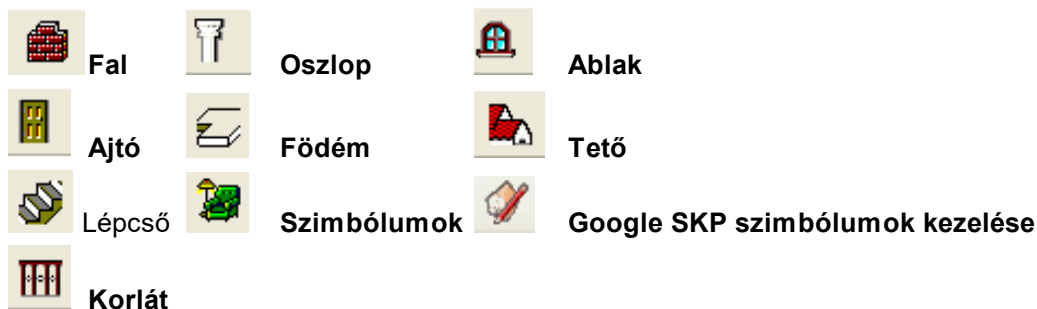 Fal Oszlop Ablak
Ajtó Födém Tető
Lépcső Szimbólumok Google SKP szimbólumok kezelése
Korlát